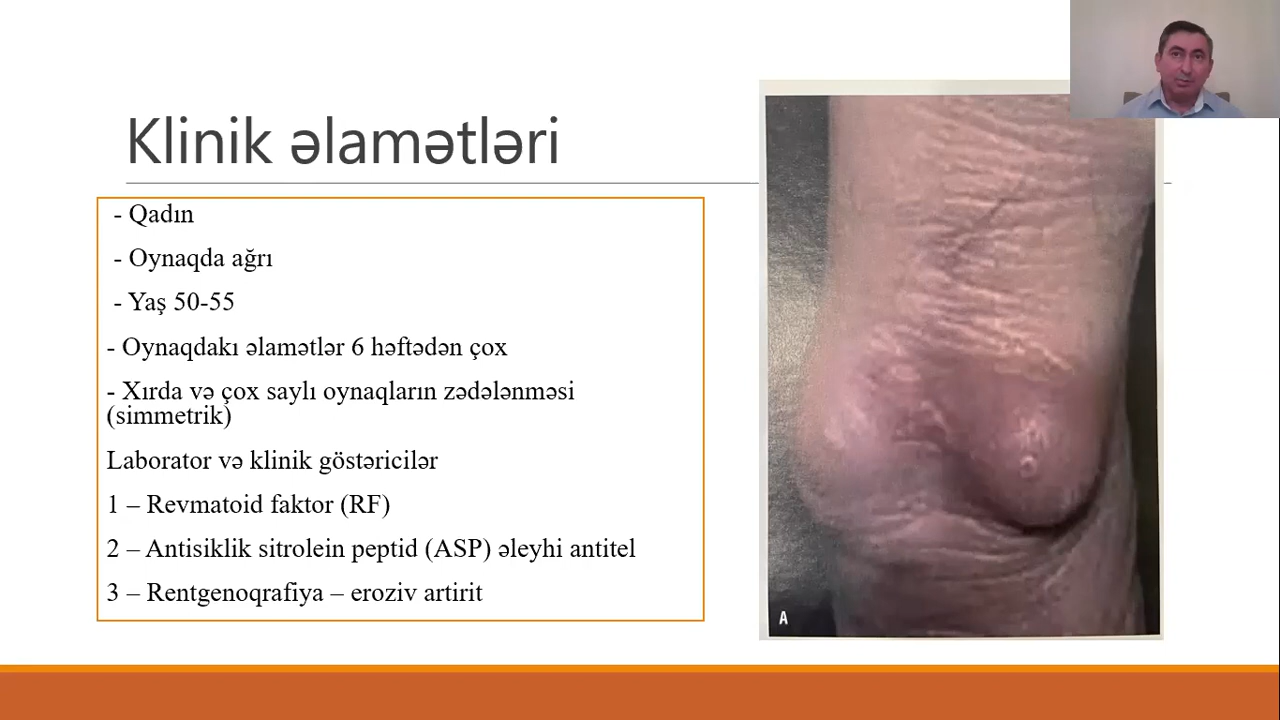 Klinik əlamətləri
- Qadın
- Oynaqda ağrı
- Yaş 50-55
- Oynaqdakı əlamətlər 6 həftədən çox
- Xırda və çox saylı oynaqların zədələnməsi
(simmetrik)
Laborator və klinik göstəricilər
1 – Revmatoid faktor (RF)
2 – Antisiklik sitrolein peptid (ASP) əleyhi antitel
3 – Rentgenoqrafiya – eroziv artirit
A